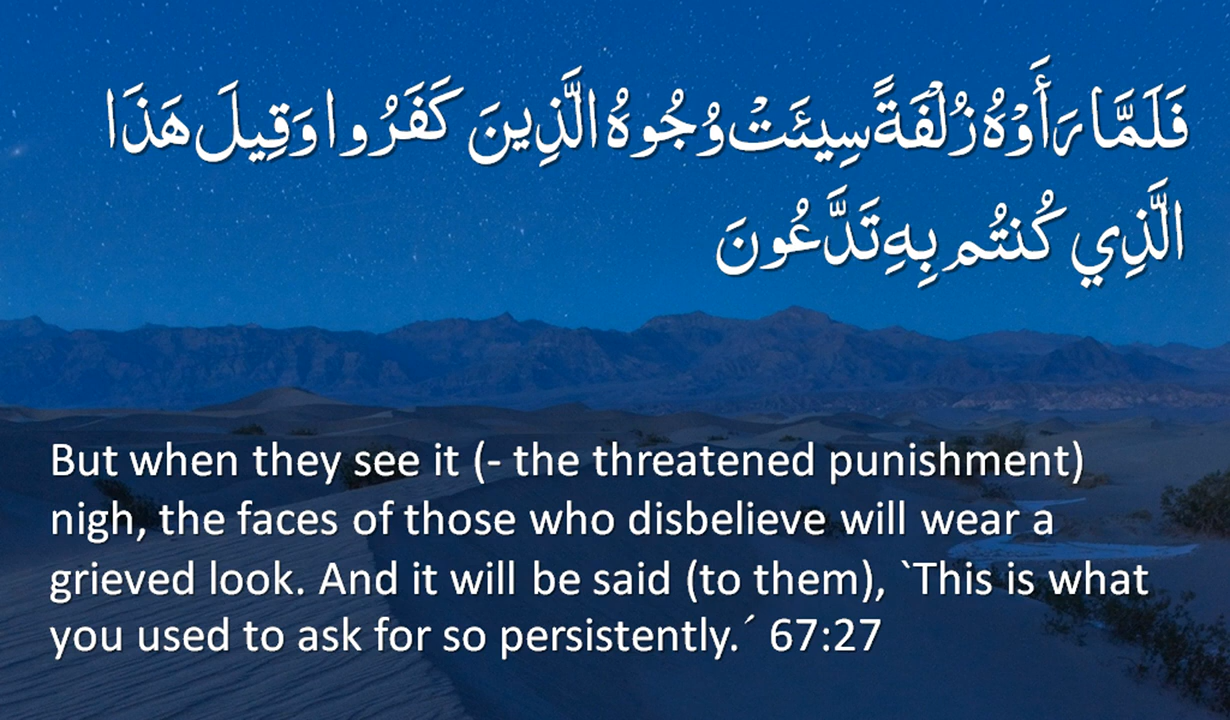 فَلَمَّا رَأَوْهُ زُلْفَةً سِيئَتْ وُجُوهُ الَّذِينَ كَفَرُوا وَقِيلَ هَذَا
الَّذِي كُنتُم بِهِ تَدَّعُونَ
But when they see it (- the threatened punishment)
nigh, the faces of those who disbelieve will wear a
grieved look. And it will be said (to them), `This is what
you used to ask for so persistently.´ 67:27